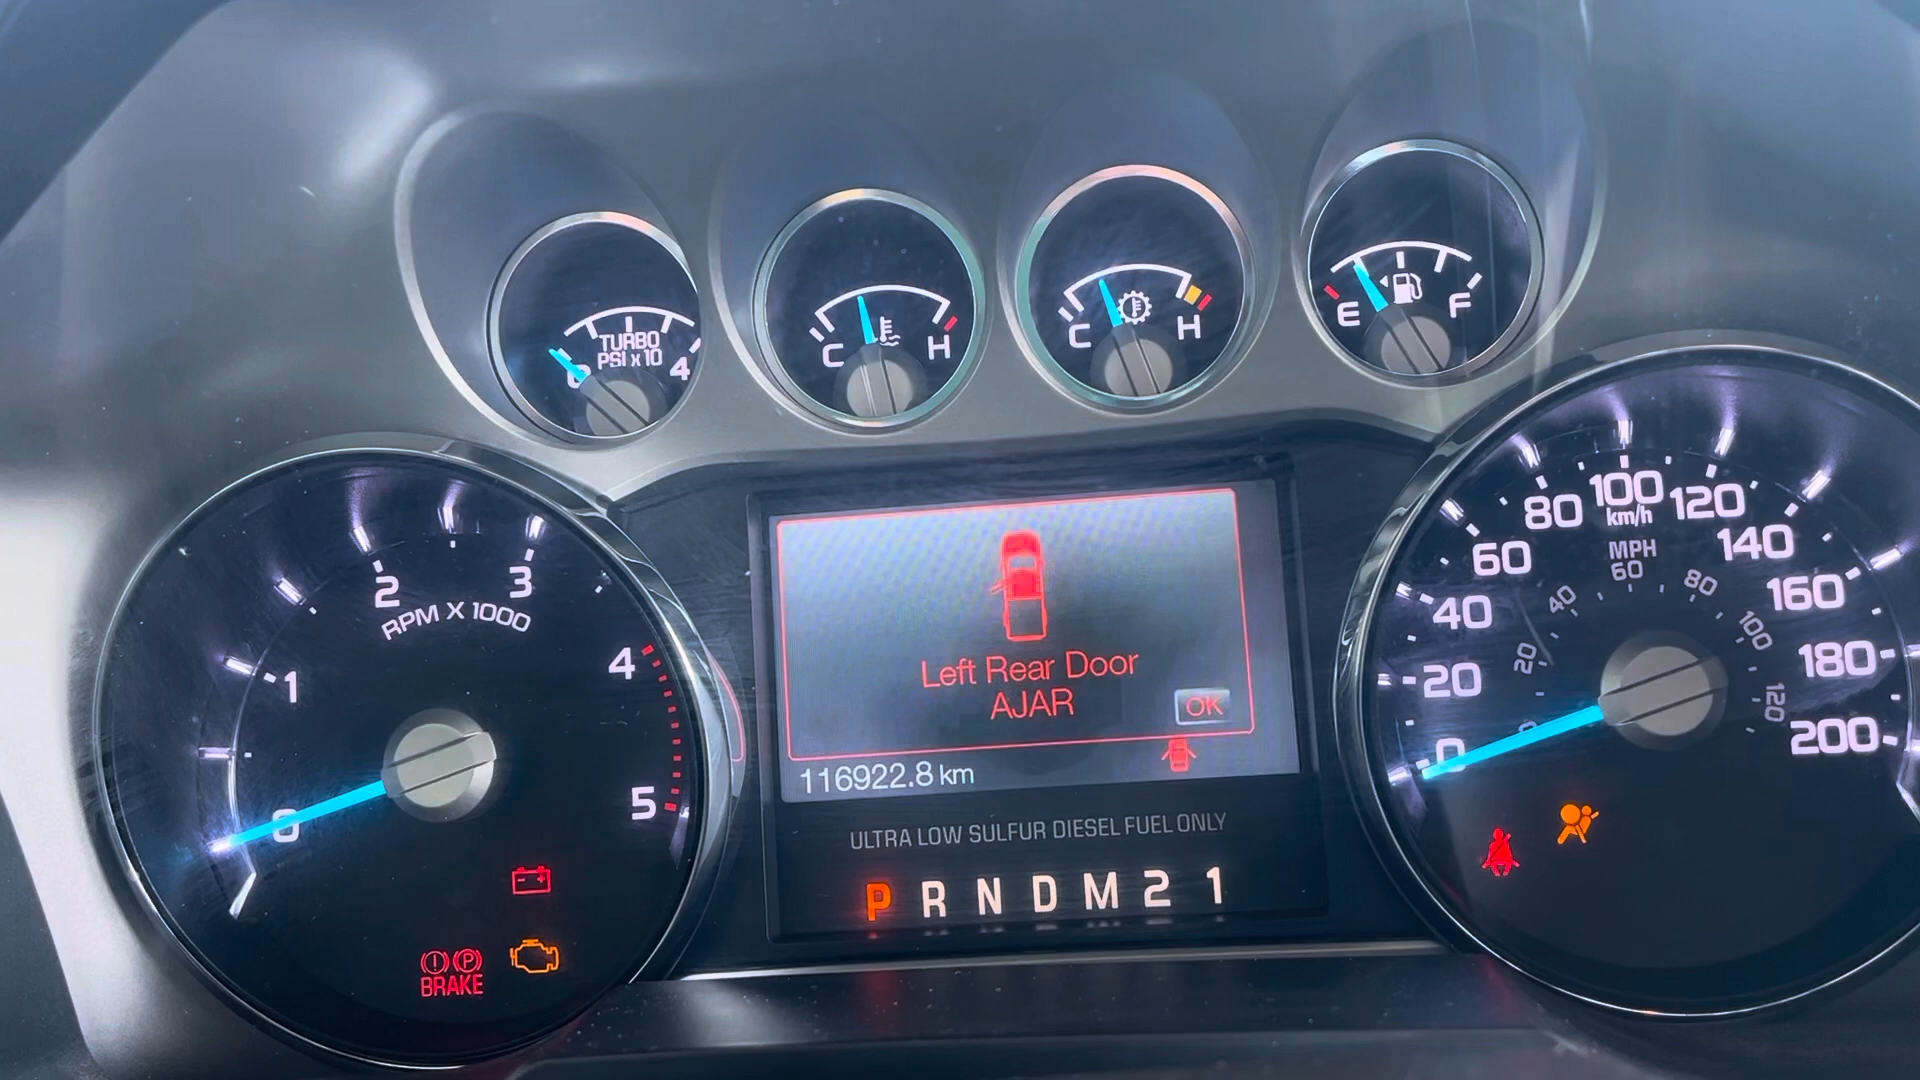 TURBO
PSI x 10
0 4
C H
C H
E F
0 1 2 3 4 5
RPM X 1000
BRAKE
Left Rear Door
AJAR
OK
116922.8 km
ULTRA LOW SULFUR DIESEL FUEL ONLY
P R N D M 2 1
0 20 40 60 80 100 120 140 160 180 200
km/h
MPH
0 20 40 60 80 100 120